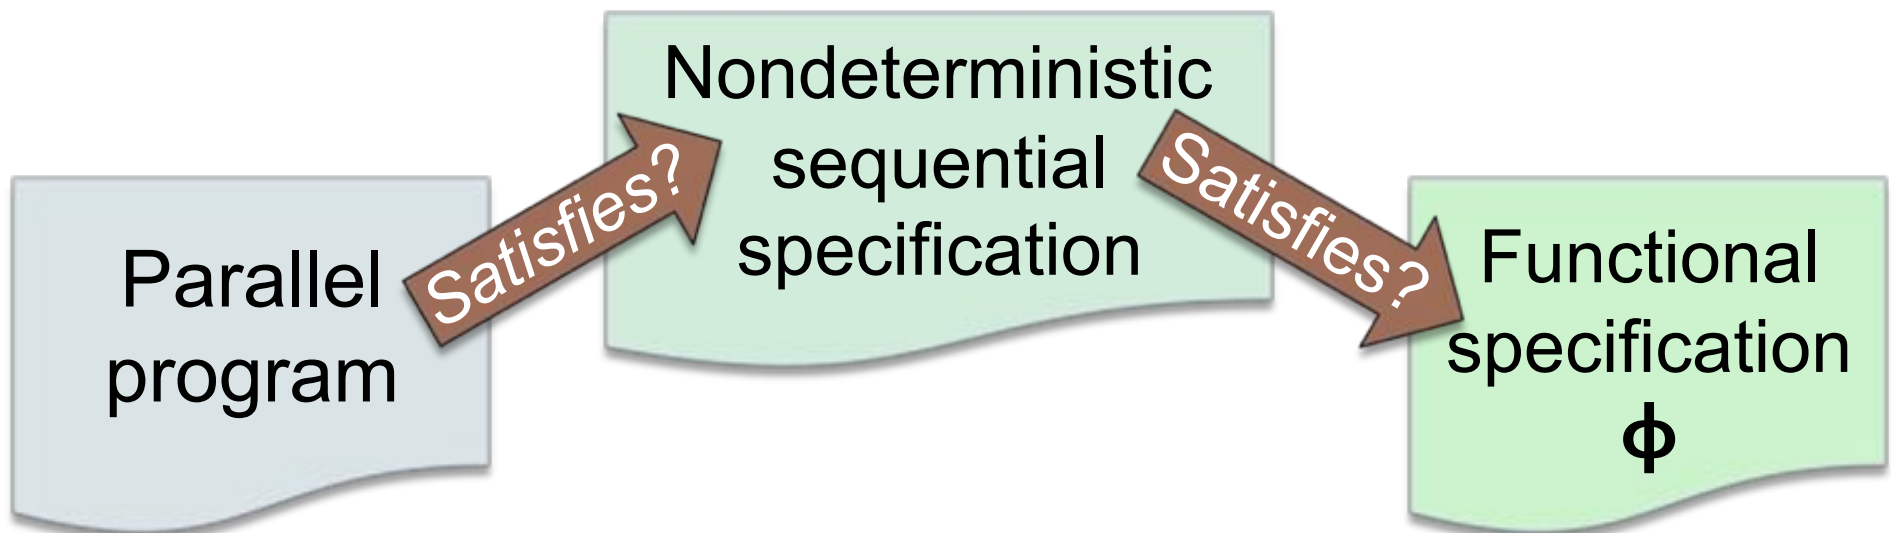 Parallel
program
Satisfies?
Nondeterministic
sequential
specification
Satisfies?
Functional
specification
ϕ